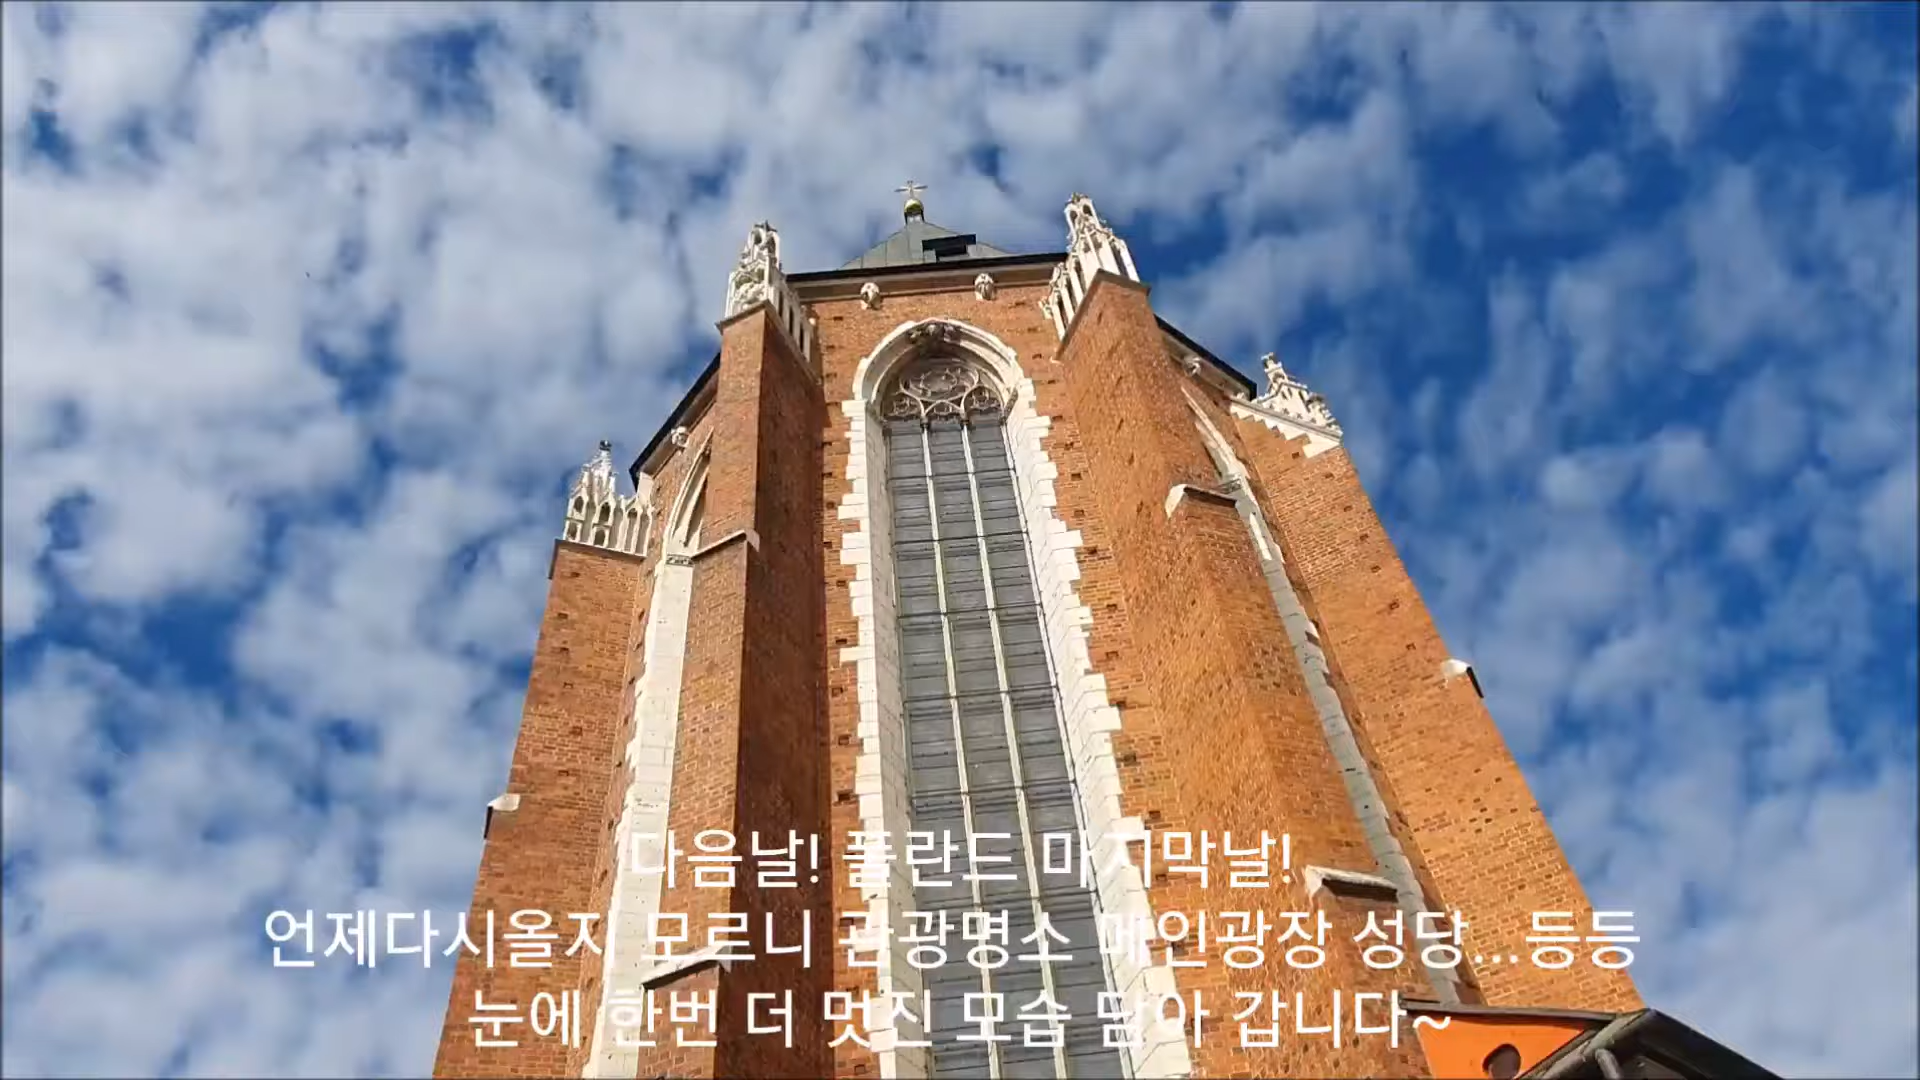 다음날! 폴란드 마지막날!
언제다시올지 모르니 관광명소 메인광장 성당...등등
눈에 한번 더 멋진 모습 담아 갑니다~